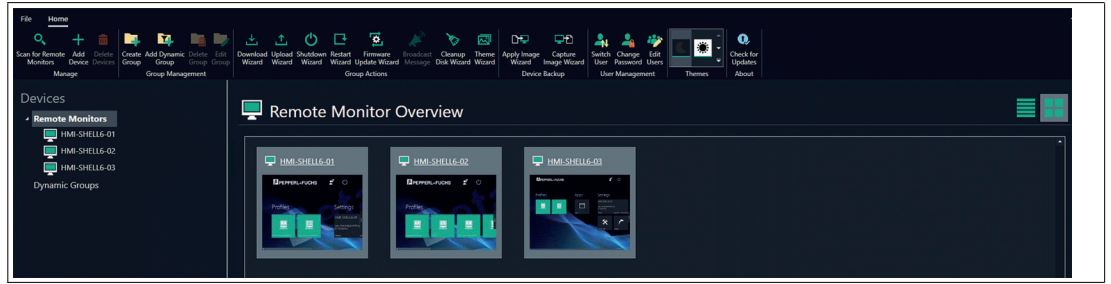 File Home
Scan for Remote Add Delete Create Add Dynamic Delete Edit Download Upload Shutdown Restart Firmware Broadcast Cleanup Theme Apply Image Capture Switch Change Edit Check for
Monitors Device Devices Group Group Group Group Wizard Wizard Wizard Wizard Update Wizard Message Disk Wizard Wizard Wizard Image Wizard User Password Users Updates
Manage Group Management Group Actions Device Backup User Management Themes About
Devices
Remote Monitors
HMI-SHELL6-01
HMI-SHELL6-02
HMI-SHELL6-03
Dynamic Groups
Remote Monitor Overview
HMI-SHELL6-01 HMI-SHELL6-02 HMI-SHELL6-03
PEPPERL+FUCHS PEPPERL+FUCHS PEPPERL+FUCHS
Profiles Settings Profiles Profiles Apps Settings